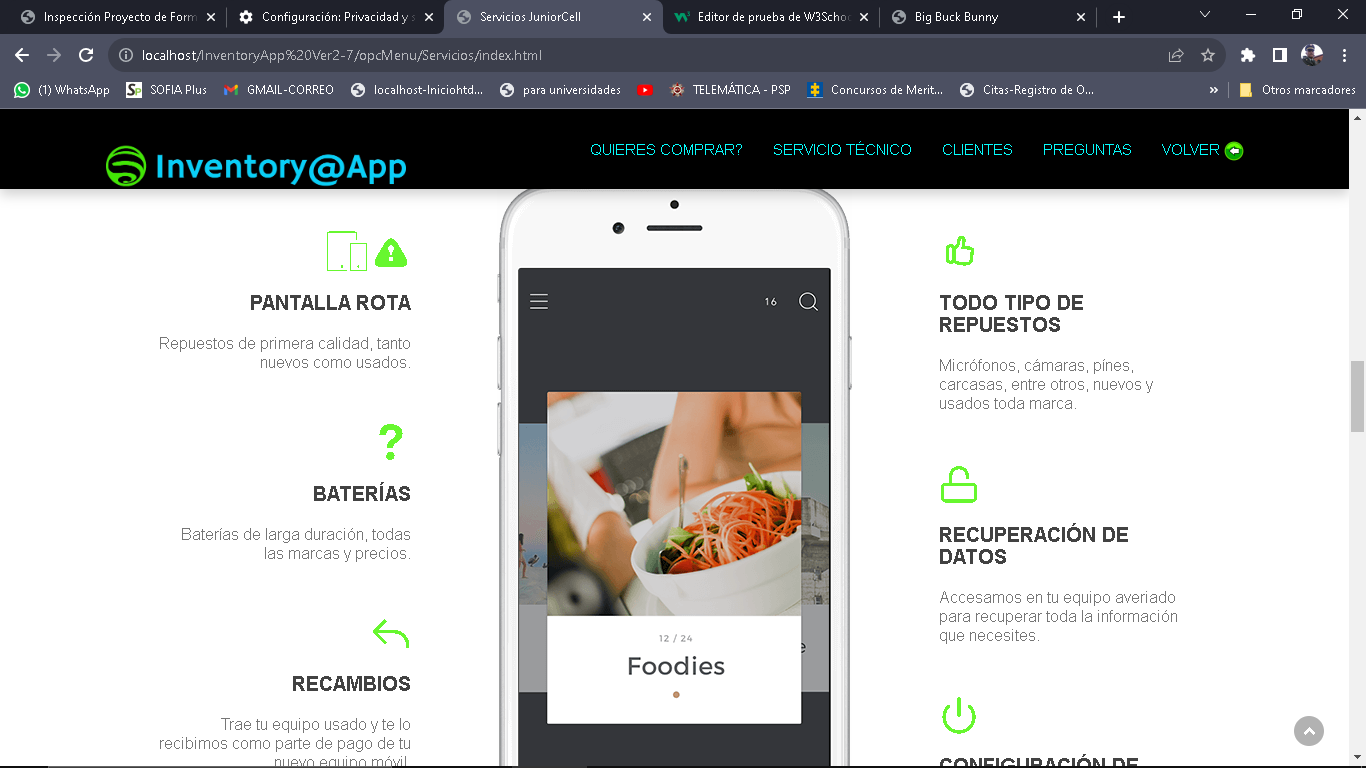 Inspección Proyecto de Form
Configuración: Privacidad y s
Servicios JuniorCell
Editor de prueba de W3Schoo
Big Buck Bunny
localhost/InventoryApp%20Ver2-7/opcMenu/Servicios/index.html
(1) WhatsApp
SOFIA Plus
GMAIL-CORREO
localhost-Iniciohtd...
para universidades
TELEMÁTICA - PSP
Concursos de Merit...
Citas-Registro de O...
»
Otros marcadores
Inventory@App
QUIERES COMPRAR?
SERVICIO TÉCNICO
CLIENTES
PREGUNTAS
VOLVER
PANTALLA ROTA
Repuestos de primera calidad, tanto
nuevos como usados.
?
BATERÍAS
Baterías de larga duración, todas
las marcas y precios.
RECAMBIOS
Trae tu equipo usado y te lo
recibimos como parte de pago de tu
nuevo equipo móvil.
16
12 / 24
Foodies
e
TODO TIPO DE
REPUESTOS
Micrófonos, cámaras, pínes,
carcasas, entre otros, nuevos y
usados toda marca.
RECUPERACIÓN DE
DATOS
Accesamos en tu equipo averiado
para recuperar toda la información
que necesites.
CONFIGURACIÓN DE